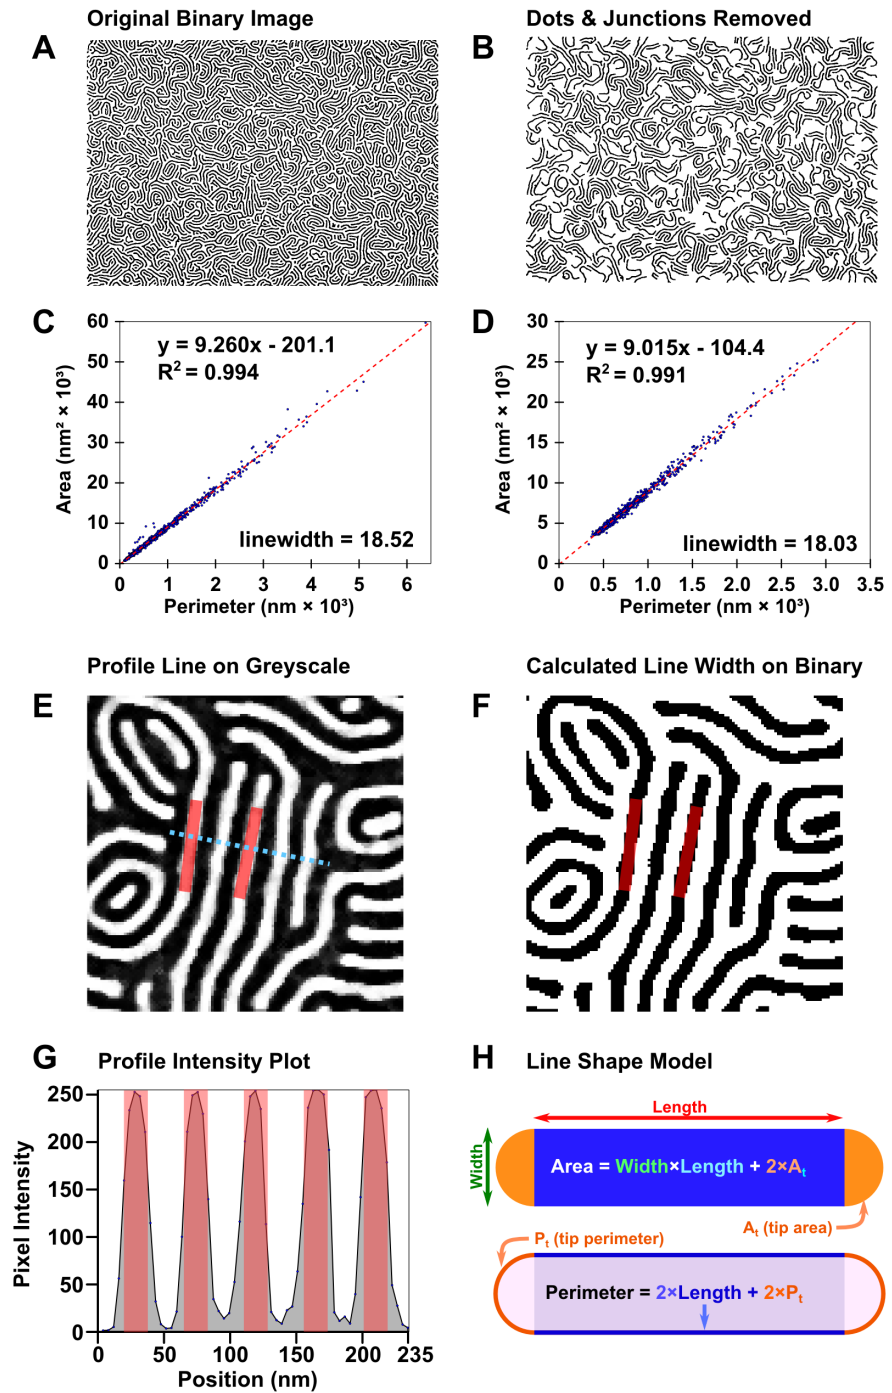 Original Binary Image
Dots & Junctions Removed
A
B
C
60
50
40
30
20
10
0
Area (nm² × 10³)
y = 9.260x - 201.1
R² = 0.994
linewidth = 18.52
0
1
2
3
4
5
6
Perimeter (nm × 10³)
D
30
25
20
15
10
5
0
Area (nm² × 10³)
y = 9.015x - 104.4
R² = 0.991
linewidth = 18.03
0
0.5
1.0
1.5
2.0
2.5
3.0
3.5
Perimeter (nm × 10³)
Profile Line on Greyscale
Calculated Line Width on Binary
E
F
G
Profile Intensity Plot
250
200
150
100
50
0
Pixel Intensity
0
50
100
150
200
235
Position (nm)
H
Line Shape Model
Length
Width
Area = Width×Length + 2×Aₜ
Aₜ (tip area)
Pₜ (tip perimeter)
Perimeter = 2×Length + 2×Pₜ